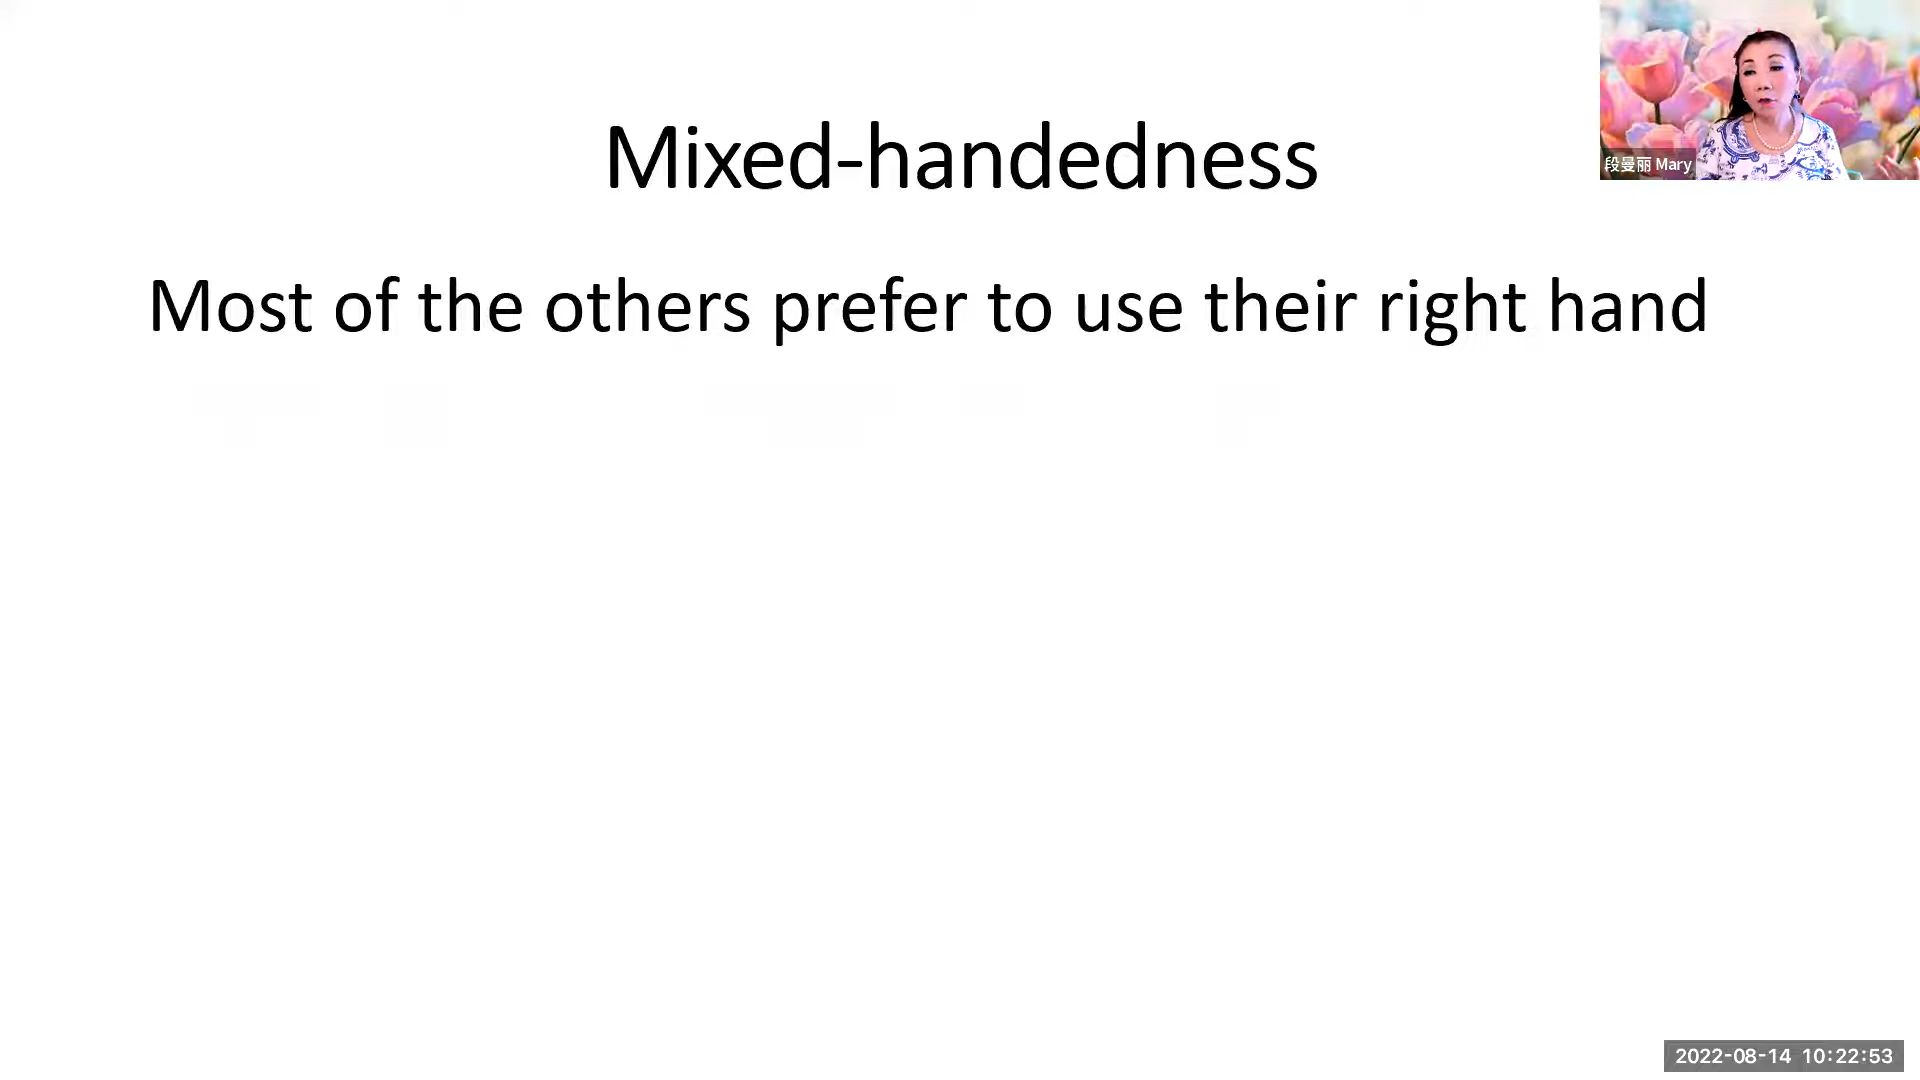 Mixed-handedness
段曼丽 Mary
Most of the others prefer to use their right hand
2022-08-14 10:22:53